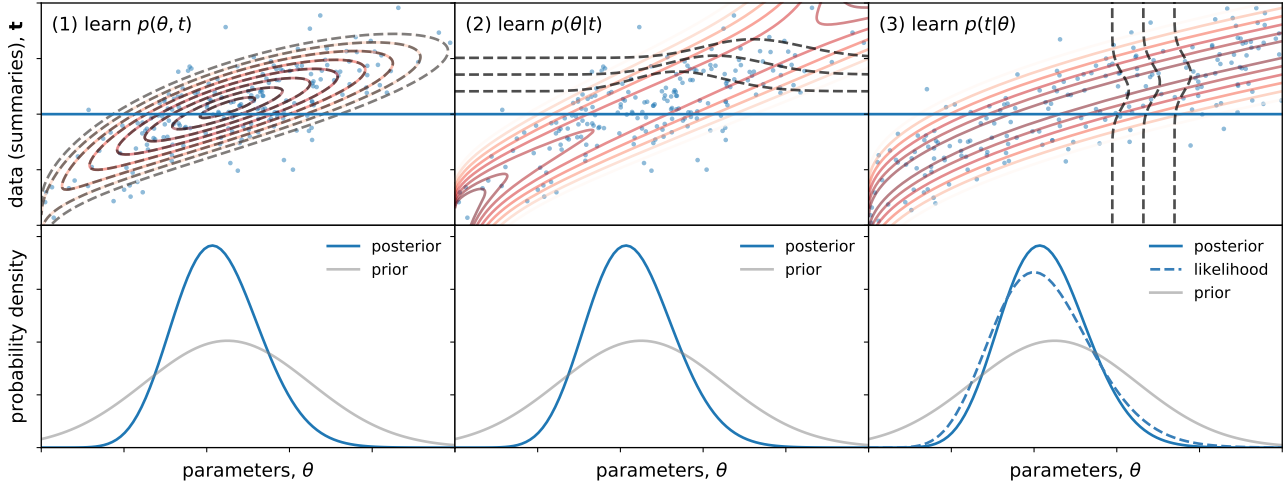 (1) learn p(θ, t)
(2) learn p(θ|t)
(3) learn p(t|θ)
data (summaries), t
posterior
prior
posterior
prior
posterior
likelihood
prior
probability density
parameters, θ
parameters, θ
parameters, θ